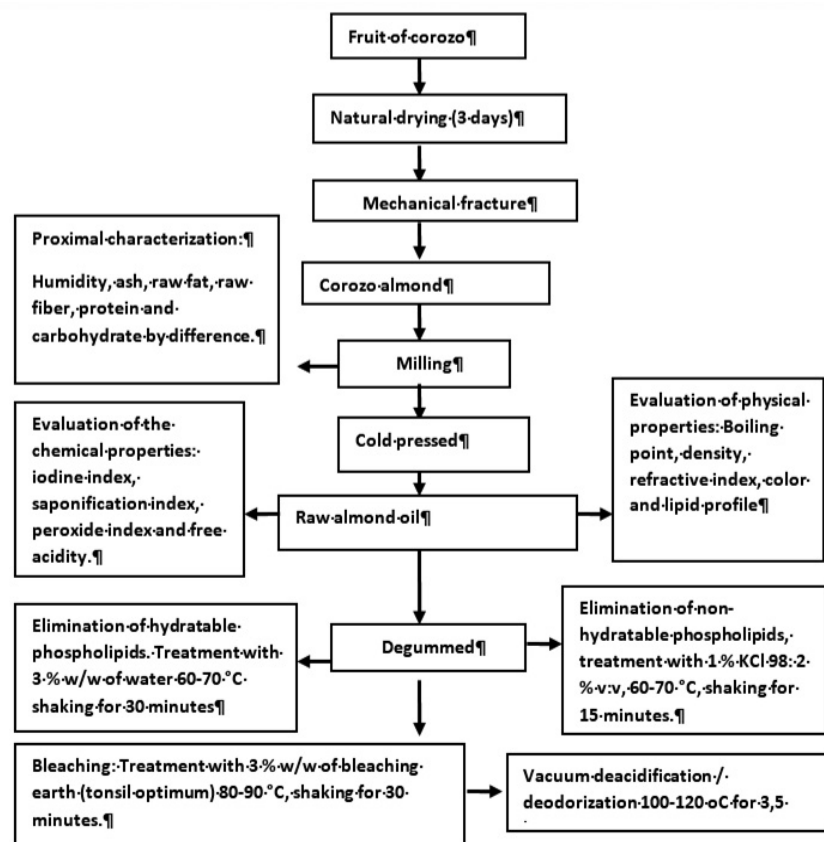 Fruit·of·corozo¶
Natural·drying·(3·days)¶
Mechanical·fracture¶
Proximal·characterization:¶
Humidity,·ash,·raw·fat,·raw·
fiber,·protein·and·
carbohydrate·by·difference.¶
Corozo·almond¶
Milling¶
Evaluation·of·the·
chemical·properties:·
iodine·index,·
saponification·index,·
peroxide·index·and·free·
acidity.¶
Cold·pressed¶
Evaluation·of·physical·
properties:·Boiling·
point,·density,·
refractive·index,·color·
and·lipid·profile¶
Raw·almond·oil¶
Elimination·of·hydratable·
phospholipids.·Treatment·with·
3·%·w/w·of·water·60-70·°C·
shaking·for·30·minutes¶
Degummed¶
Elimination·of·non-
hydratable·phospholipids,·
treatment·with·1·%·KCl·98:·2·
%·v:v,·60-70·°C,·shaking·for·
15·minutes.¶
Bleaching:·Treatment·with·3·%·w/w·of·bleaching·
earth·(tonsil·optimum)·80-90·°C,·shaking·for·30·
minutes.¶
Vacuum·deacidification·/·
deodorization·100-120·oC·for·3,5·